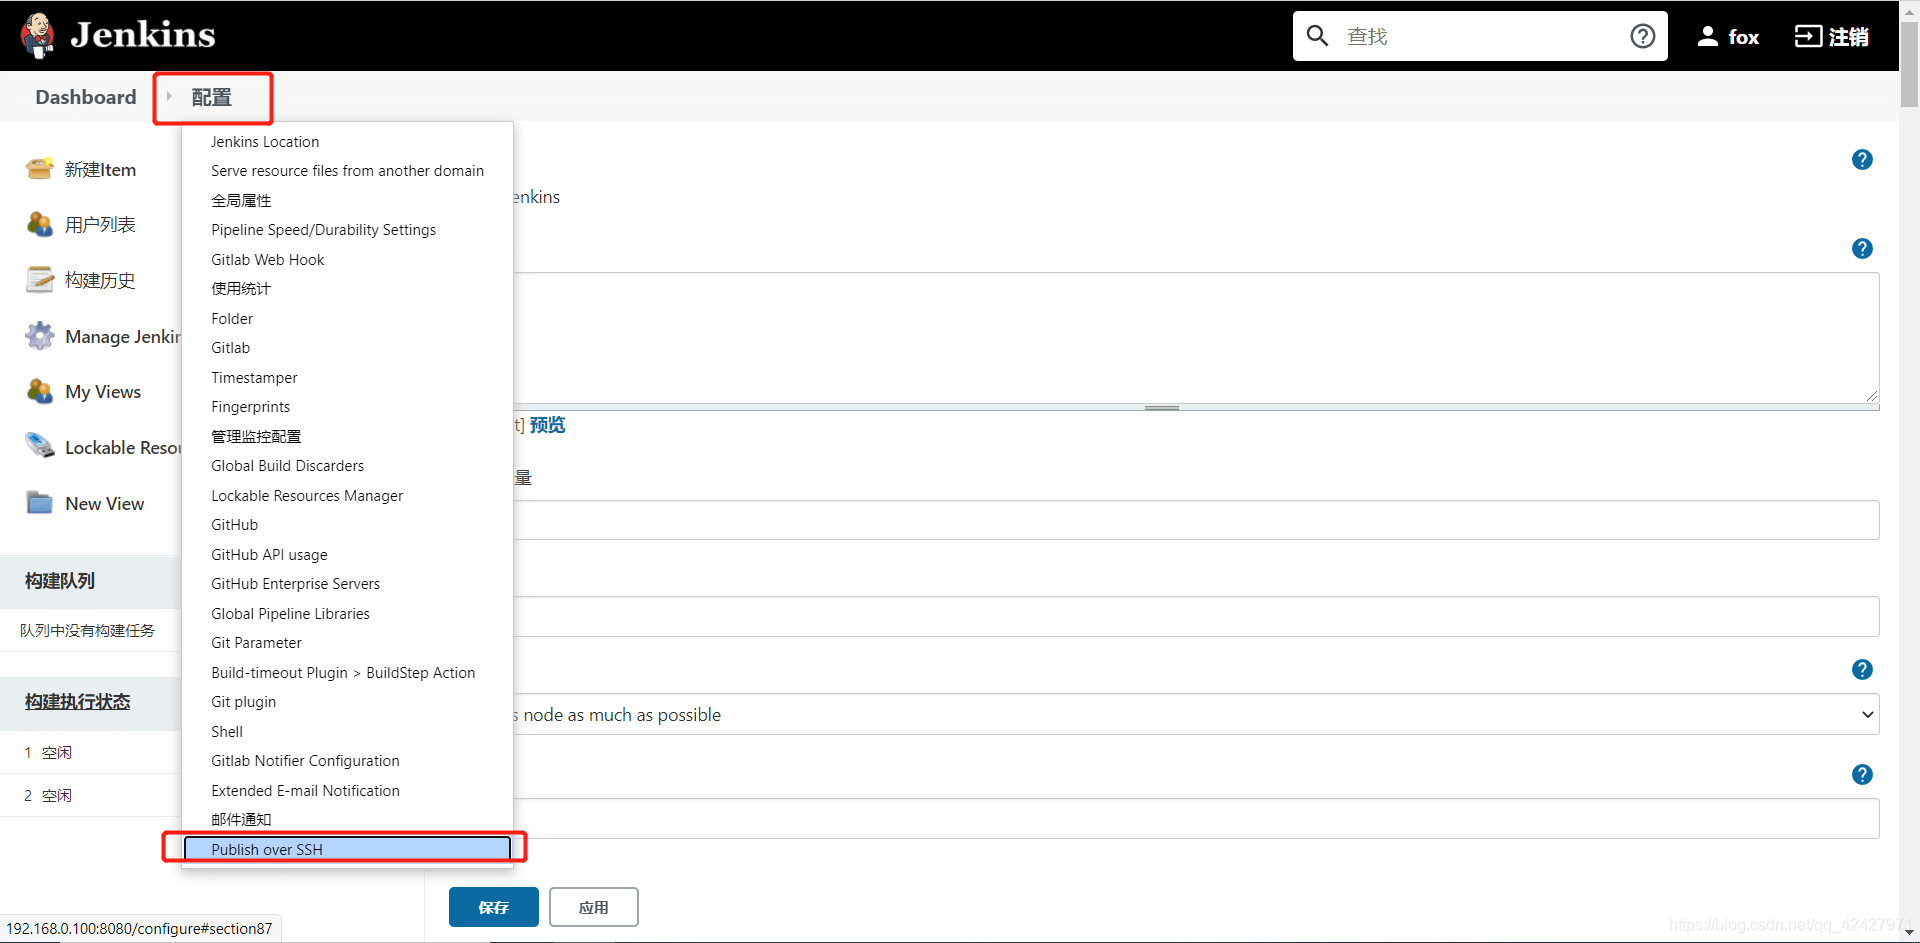 Jenkins
查找
fox
注销
Dashboard
配置
新建Item
用户列表
构建历史
Manage Jenkin
My Views
Lockable Resou
New View
构建队列
队列中没有构建任务
构建执行状态
1 空闲
2 空闲
Jenkins Location
Serve resource files from another domain
全局属性
Pipeline Speed/Durability Settings
Gitlab Web Hook
使用统计
Folder
Gitlab
Timestamper
Fingerprints
管理监控配置
Global Build Discarders
Lockable Resources Manager
GitHub
GitHub API usage
GitHub Enterprise Servers
Global Pipeline Libraries
Git Parameter
Build-timeout Plugin > BuildStep Action
Git plugin
Shell
Gitlab Notifier Configuration
Extended E-mail Notification
邮件通知
Publish over SSH
enkins
t] 预览
量
s node as much as possible
保存
应用
192.168.0.100:8080/configure#section87
https://blog.csdn.net/qq_42427971